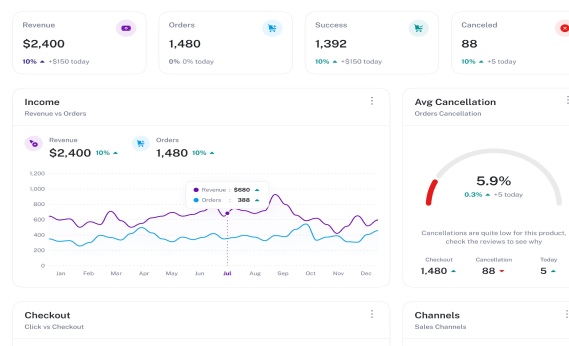 Revenue
$2,400
10% +$150 today
Orders
1,480
0% 0% today
Success
1,392
10% +$150 today
Canceled
88
10% +5 today
Income
Revenue vs Orders
Revenue
$2,400 10%
Orders
1,480 10%
1,200
1,000
800
600
400
200
0
Revenue : $680
Orders : 388
Jan Feb Mar Apr May Jun Jul Aug Sep Oct Nov Dec
Avg Cancellation
Orders Cancellation
5.9%
0.3% +5 today
Cancellations are quite low for this product,
check the reviews to see why
Checkout Cancellation Today
1,480 88 5
Checkout
Click vs Checkout
Channels
Sales Channels